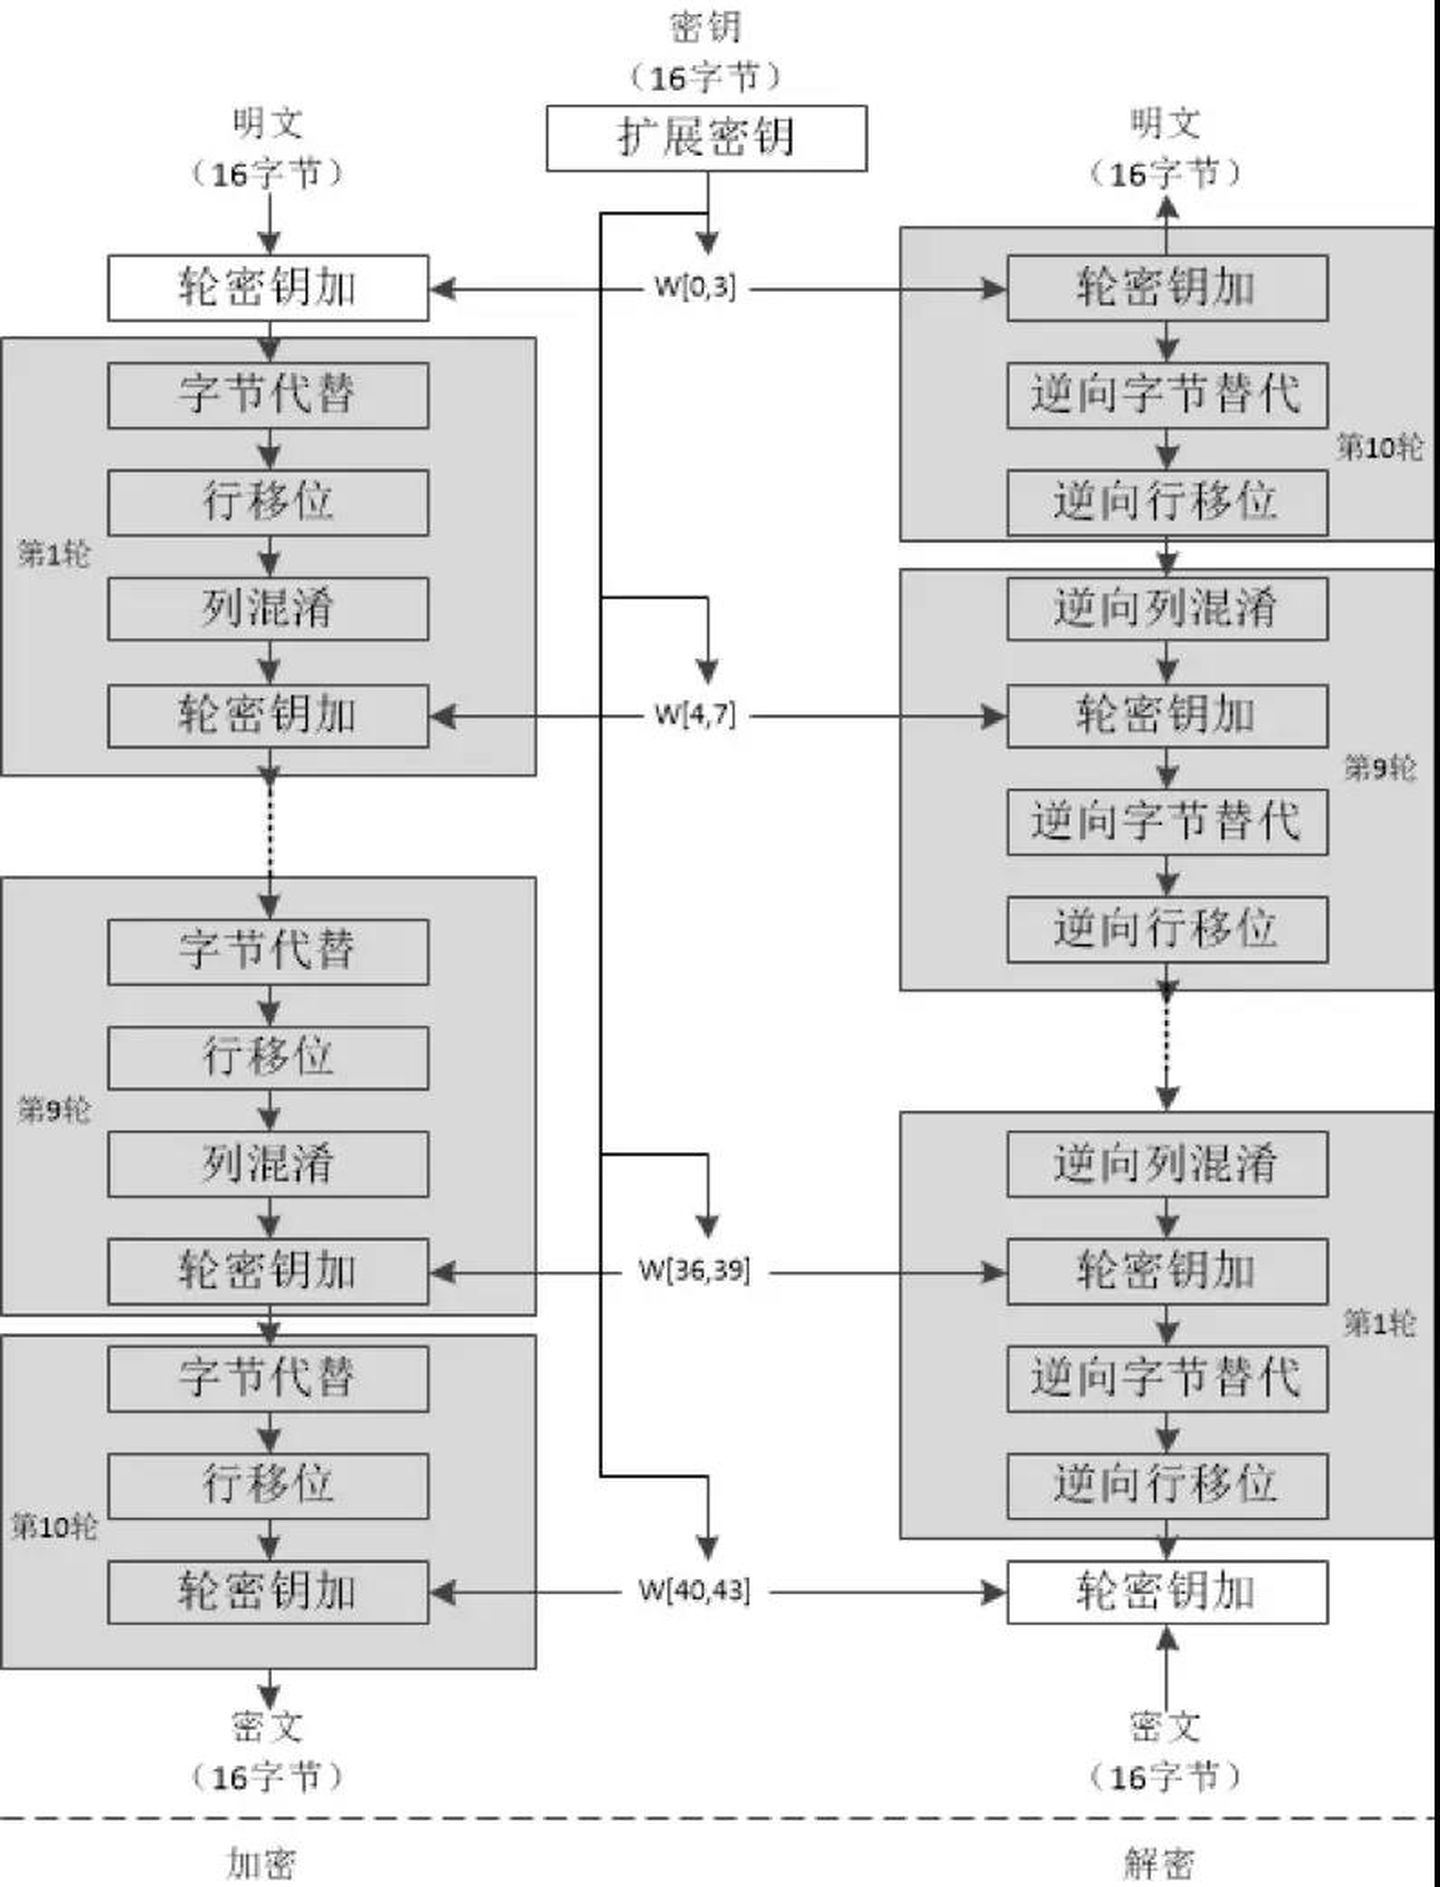 密钥
（16字节）
扩展密钥
明文
（16字节）
轮密钥加
第1轮
字节代替
行移位
列混淆
轮密钥加
第9轮
字节代替
行移位
列混淆
轮密钥加
第10轮
字节代替
行移位
轮密钥加
密文
（16字节）
加密
W[0,3]
W[4,7]
W[36,39]
W[40,43]
明文
（16字节）
轮密钥加
逆向字节替代
第10轮
逆向行移位
逆向列混淆
轮密钥加
第9轮
逆向字节替代
逆向行移位
逆向列混淆
轮密钥加
第1轮
逆向字节替代
逆向行移位
轮密钥加
密文
（16字节）
解密